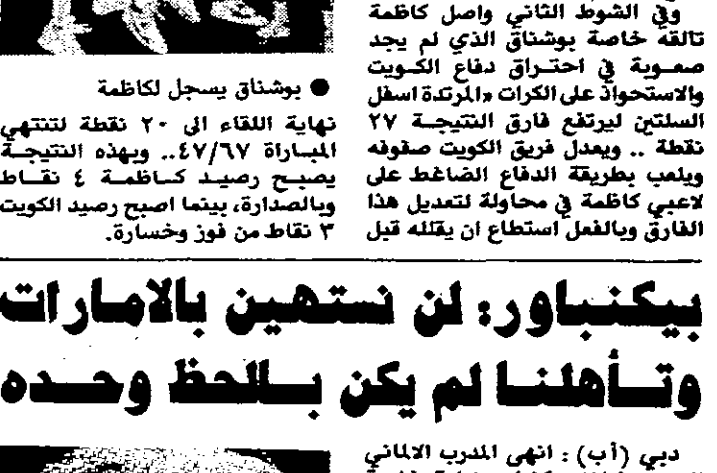 وفي الشوط الثاني واصل كاظمة
تألقه خاصة بوشناق الذي لم يجد
صعوبة في احتراق دفاع الكويت
والاستحواذ على الكرات «المرتدة اسفل
السلتين ليرتفع فارق النتيجة ٢٧
نقطة .. ويعدل فريق الكويت صفوفه
ويلعب بطريقة الدفاع الضاغط على
لاعبي كاظمة في محاولة لتعديل هذا
الفارق وبالفعل استطاع ان يقلله قبل
● بوشناق يسجل لكاظمة
نهاية اللقاء الى ٢٠ نقطة لتنتهي
المباراة ٤٧/٦٧.. وبهذه النتيجة
يصبح رصيد كاظمة ٤ نقاط
وبالصدارة، بينما اصبح رصيد الكويت
٣ نقاط من فوز وخسارة.
بيكنباور: لن نستهين بالامارات
وتأهلنا لم يكن بالحظ وحده
دبي (أب) : انهى المدرب الالماني